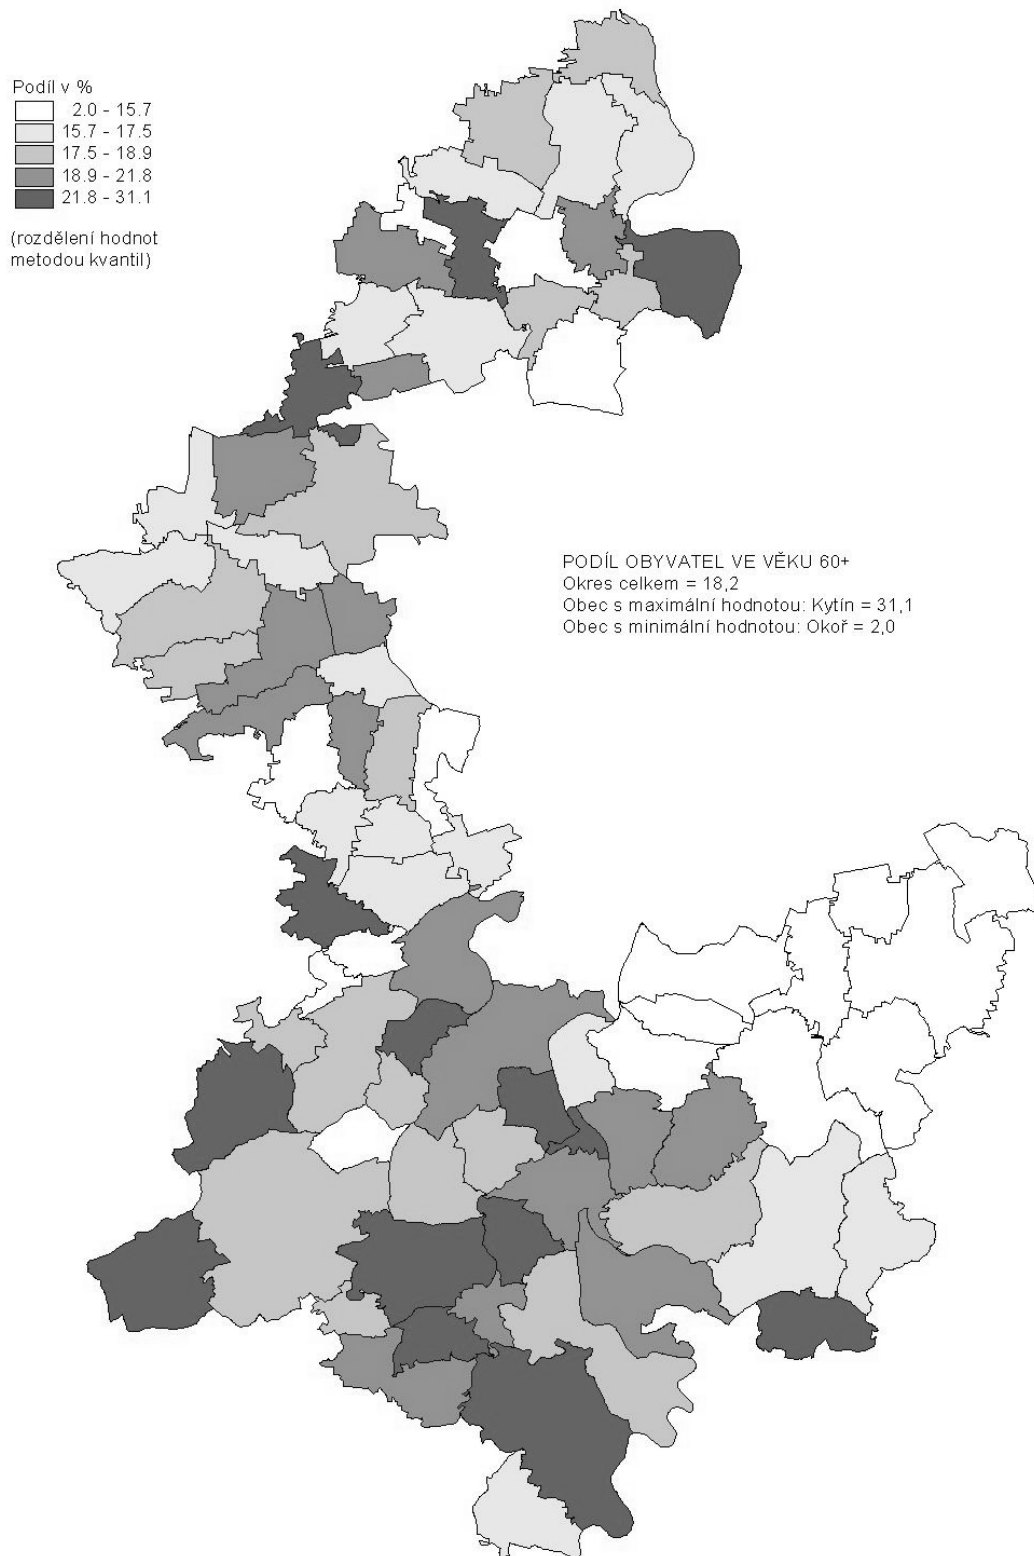 Podíl v %
2.0 - 15.7
15.7 - 17.5
17.5 - 18.9
18.9 - 21.8
21.8 - 31.1
(rozdělení hodnot
metodou kvantil)
PODÍL OBYVATEL VE VĚKU 60+
Okres celkem = 18,2
Obec s maximální hodnotou: Kytín = 31,1
Obec s minimální hodnotou: Okoř = 2,0